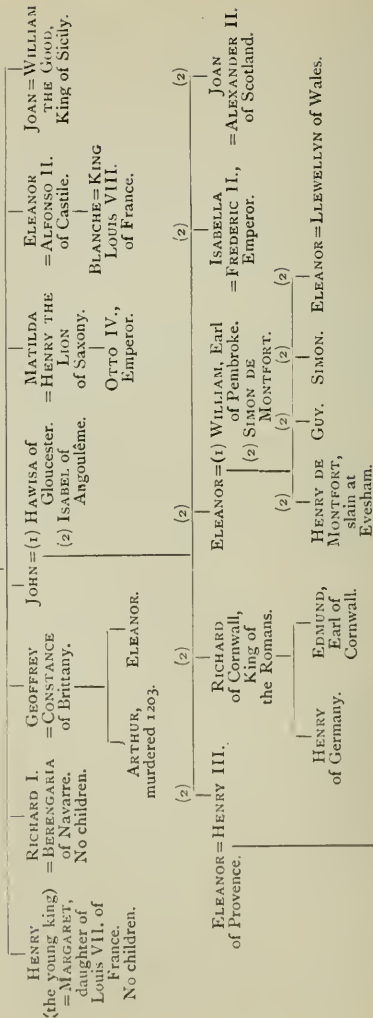 HENRY
(the young king)
= MARGARET,
daughter of
Louis VII. of
France.
No children.
RICHARD I.
= BERENGARIA
of Navarre.
No children.
GEOFFREY
= CONSTANCE
of Brittany.
ARTHUR,
murdered 1203.
ELEANOR.
JOHN = (1) HAWISA of
Gloucester.
(2) ISABEL of
Angoulême.
MATILDA
= HENRY THE
LION
of Saxony.
OTTO IV.,
Emperor.
ELEANOR
= ALFONSO II.
of Castile.
BLANCHE = KING
LOUIS VIII.
of France.
JOAN = WILLIAM
THE GOOD,
King of Sicily.
(2)
ELEANOR = HENRY III.
of Provence.
(2)
RICHARD
of Cornwall,
King of
the Romans.
HENRY
of Germany.
EDMUND,
Earl of
Cornwall.
(2)
ELEANOR = (1) WILLIAM, Earl
of Pembroke.
(2) SIMON DE
MONTFORT.
(2)
HENRY DE
MONTFORT,
slain at
Evesham.
(2)
GUY.
(2)
SIMON.
(2)
ELEANOR = LLEWELLYN of Wales.
(2)
ISABELLA
= FREDERIC II.,
Emperor.
(2)
JOAN
= ALEXANDER II.
of Scotland.